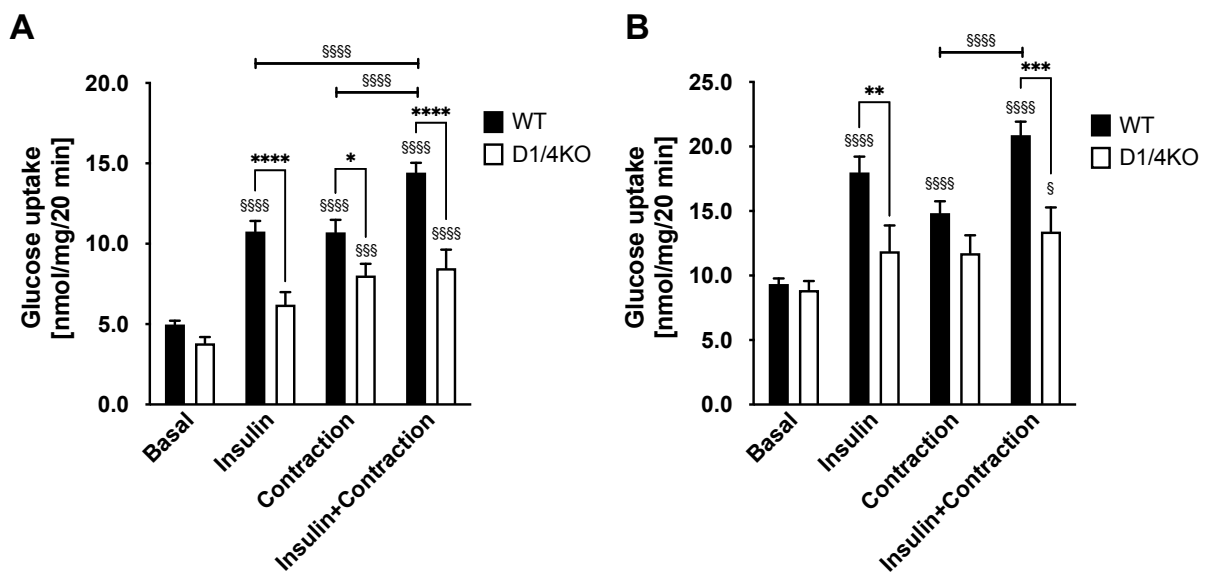 A
§§§§
§§§§
20.0
15.0
10.0
5.0
0.0
Glucose uptake
[nmol/mg/20 min]
****
*
****
§§§§
§§§§
§§§
§§§§
§§§§
WT
D1/4KO
Basal
Insulin
Contraction
Insulin+Contraction
B
§§§§
25.0
20.0
15.0
10.0
5.0
0.0
Glucose uptake
[nmol/mg/20 min]
**
***
§§§§
§§§§
§§§§
§
WT
D1/4KO
Basal
Insulin
Contraction
Insulin+Contraction